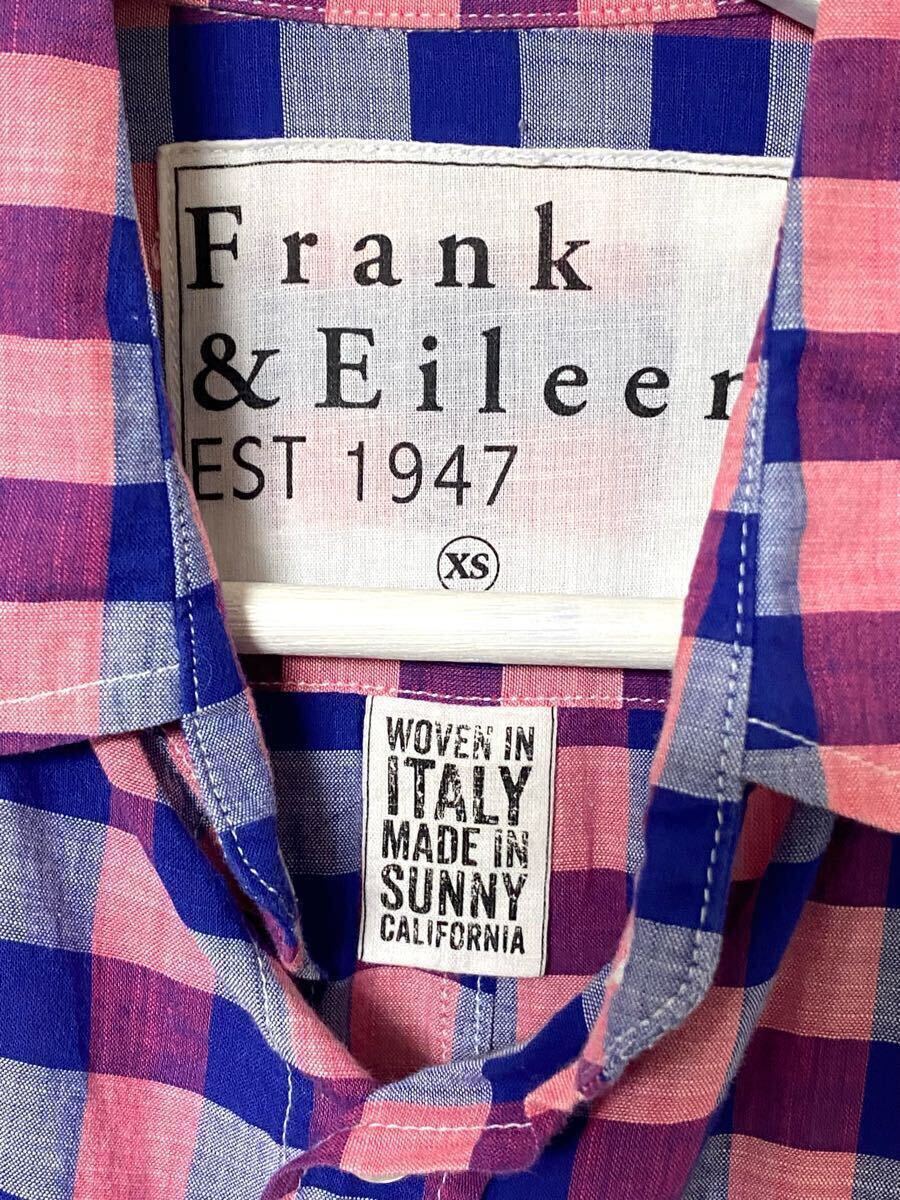 Frank
& Eileen
EST 1947
XS
WOVEN IN
ITALY
MADE IN
SUNNY
CALIFORNIA